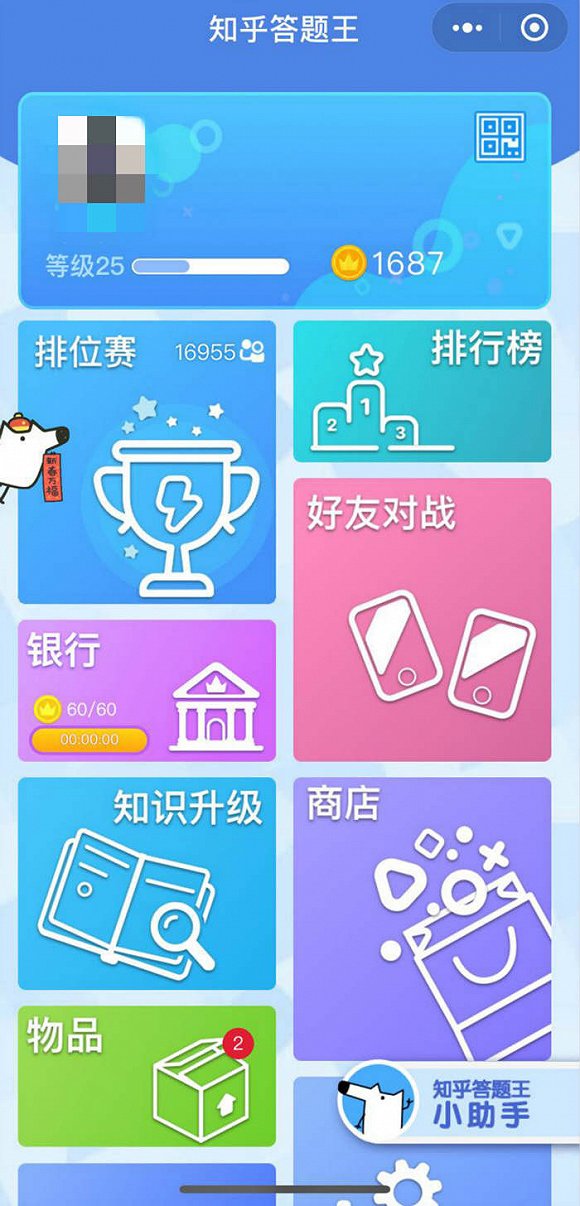 知乎答题王
等级25
1687
排位赛
16955
排行榜
1
2
3
新春万福
好友对战
银行
60/60
00:00:00
知识升级
商店
物品
2
知乎答题王
小助手